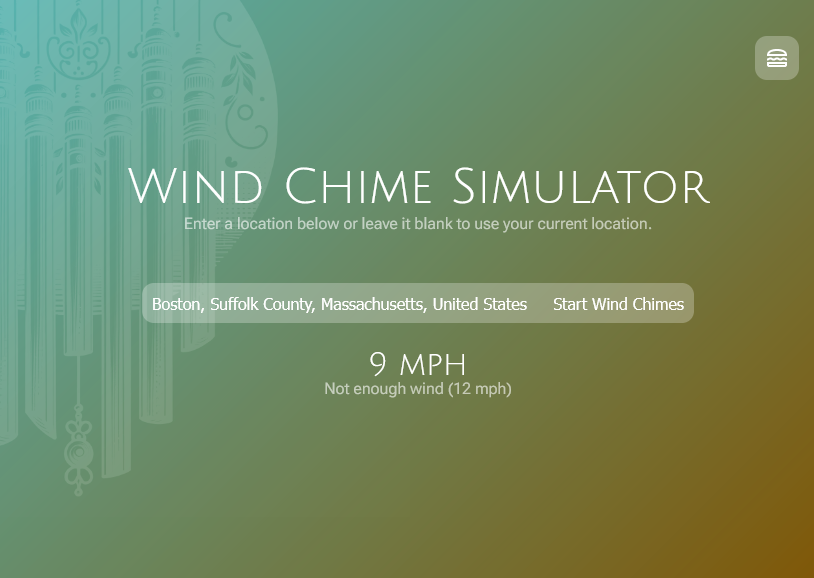 Wind Chime Simulator
Enter a location below or leave it blank to use your current location.
Boston, Suffolk County, Massachusetts, United States Start Wind Chimes
9 mph
Not enough wind (12 mph)